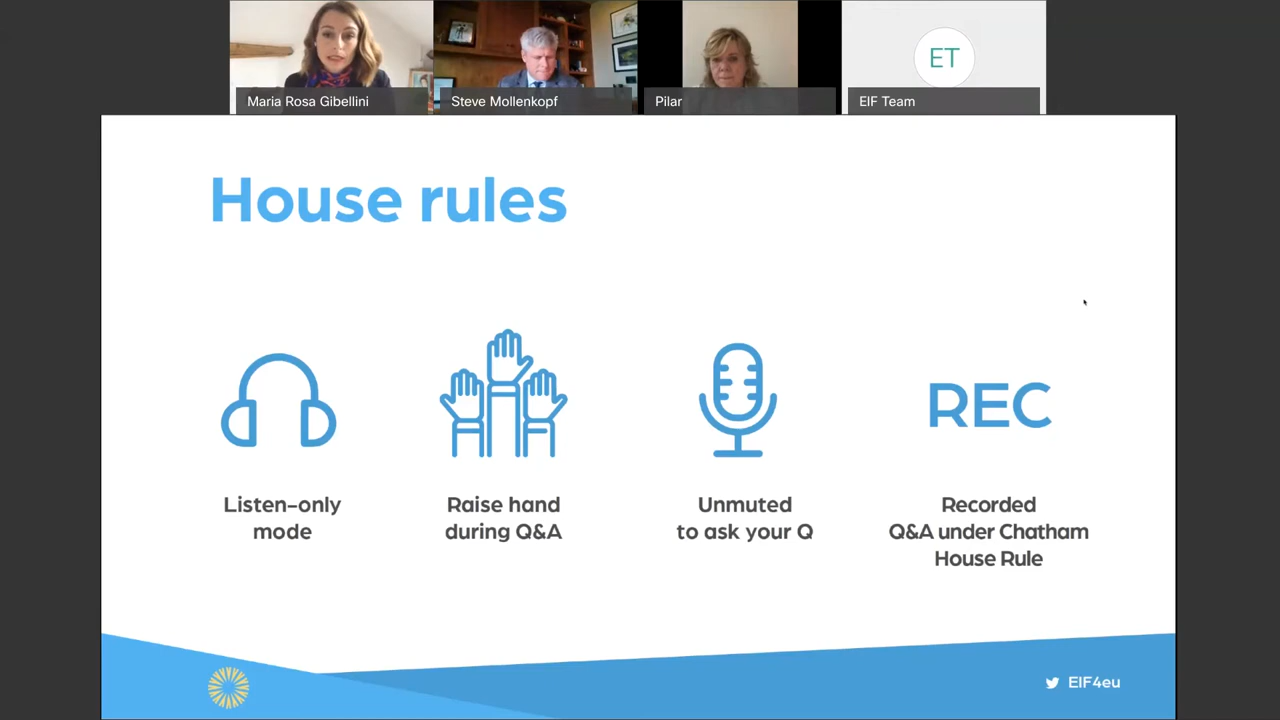 Maria Rosa Gibellini
Steve Mollenkopf
Pilar
ET
EIF Team
House rules
REC
Listen-only
mode
Raise hand
during Q&A
Unmuted
to ask your Q
Recorded
Q&A under Chatham
House Rule
EIF4eu